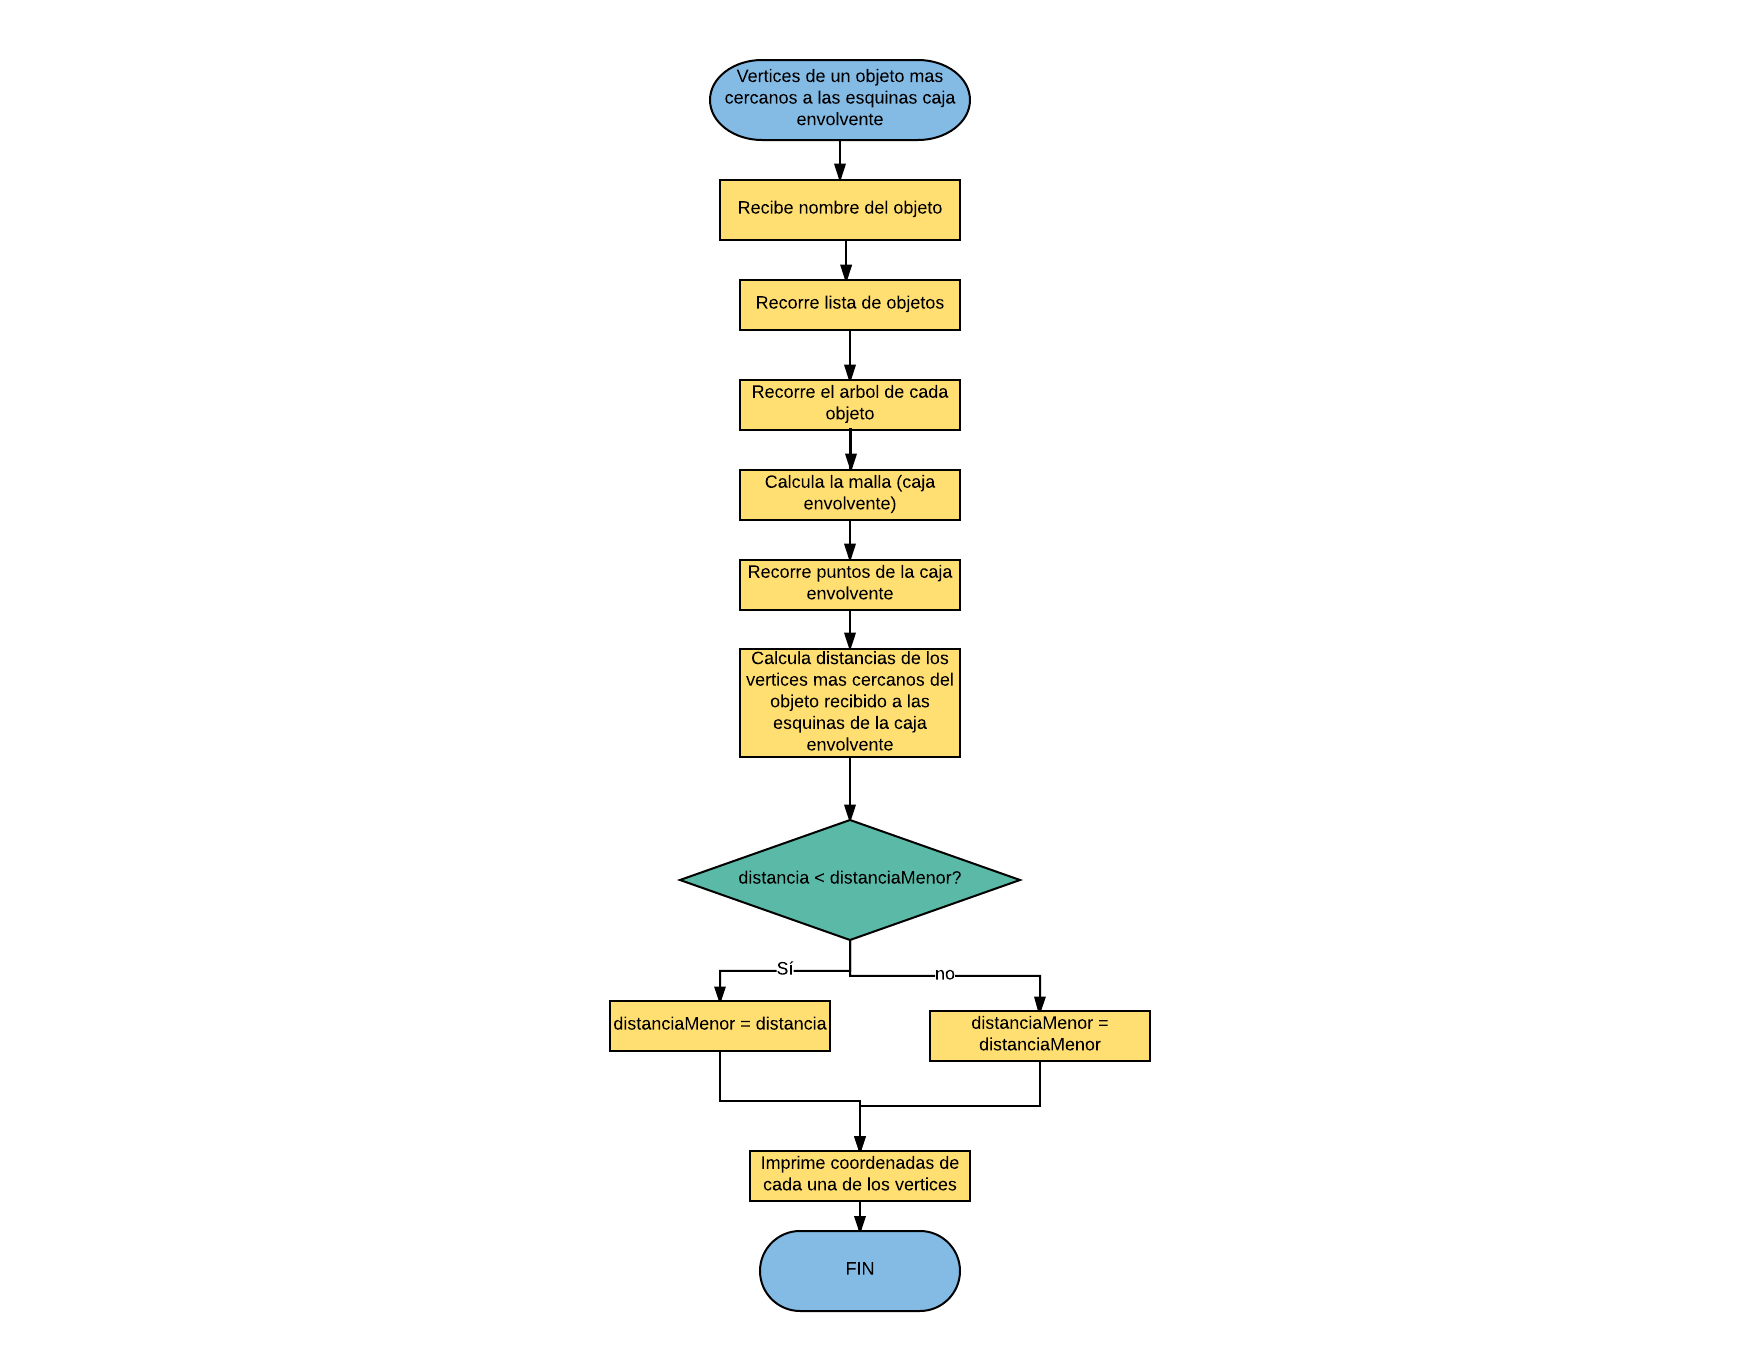 Vertices de un objeto mas
cercanos a las esquinas caja
envolvente
Recibe nombre del objeto
Recorre lista de objetos
Recorre el arbol de cada
objeto
Calcula la malla (caja
envolvente)
Recorre puntos de la caja
envolvente
Calcula distancias de los
vertices mas cercanos del
objeto recibido a las
esquinas de la caja
envolvente
distancia < distanciaMenor?
Sí
no
distanciaMenor = distancia
distanciaMenor =
distanciaMenor
Imprime coordenadas de
cada una de los vertices
FIN